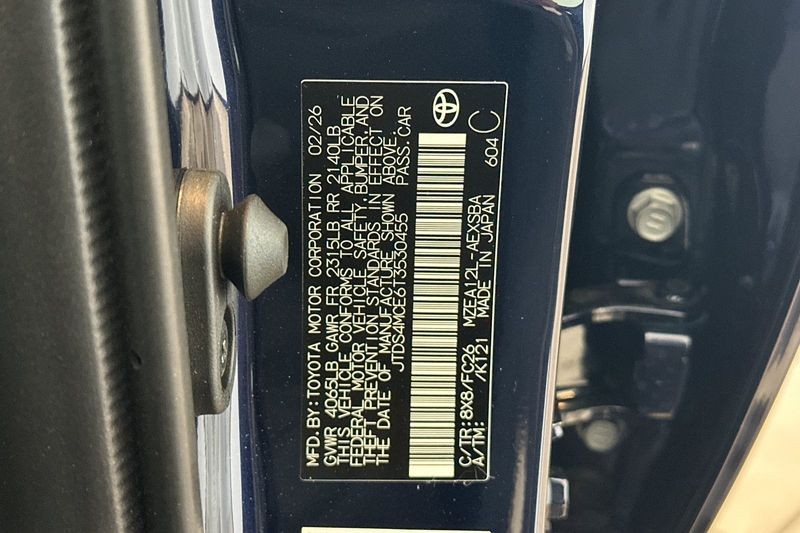 MFD. BY: TOYOTA MOTOR CORPORATION 02/26
GVWR 4065LB GAWR FR 2315LB RR 2140LB
THIS VEHICLE CONFORMS TO ALL APPLICABLE
FEDERAL MOTOR VEHICLE SAFETY, BUMPER, AND
THEFT PREVENTION STANDARDS IN EFFECT ON
THE DATE OF MANUFACTURE SHOWN ABOVE.
JTDS4MCE6T3530455 PASS. CAR
C/TR: 8X8/FC26 MZEA12L-AEXSBA
A/TM: /K121 MADE IN JAPAN 604 C